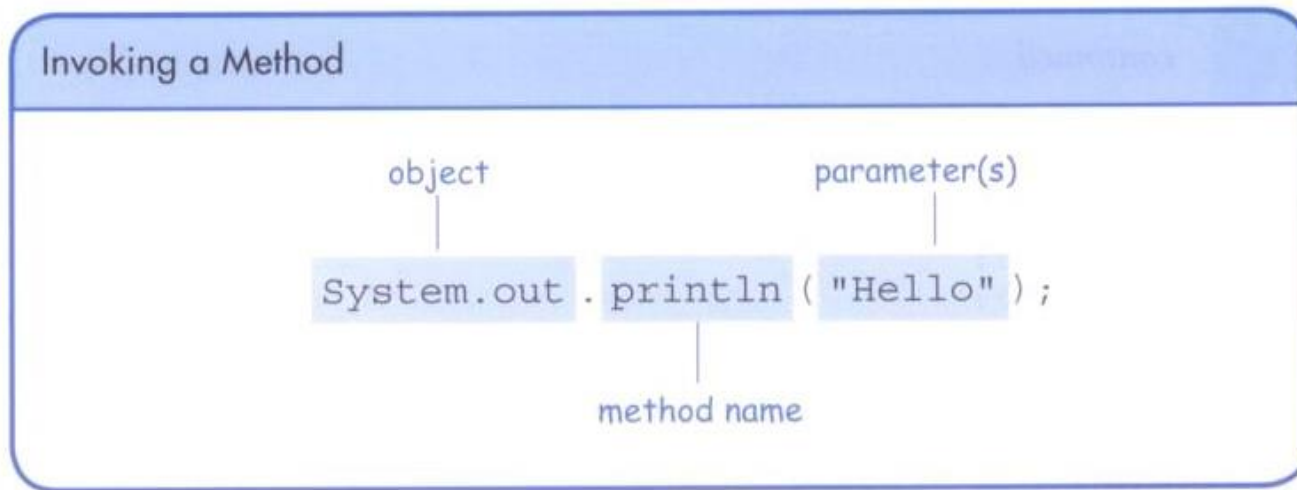 Invoking a Method
object parameter(s)
System.out . println ( "Hello" ) ;
method name